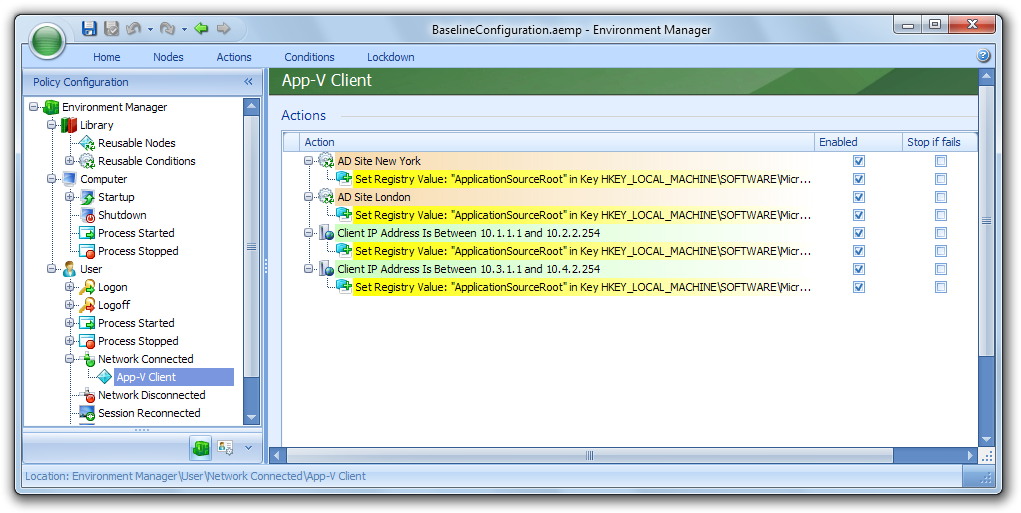 BaselineConfiguration.aemp - Environment Manager
Home Nodes Actions Conditions Lockdown
Policy Configuration
Environment Manager
Library
Reusable Nodes
Reusable Conditions
Computer
Startup
Shutdown
Process Started
Process Stopped
User
Logon
Logoff
Process Started
Process Stopped
Network Connected
App-V Client
Network Disconnected
Session Reconnected
App-V Client
Actions
Action Enabled Stop if fails
AD Site New York
Set Registry Value: "ApplicationSourceRoot" in Key HKEY_LOCAL_MACHINE\SOFTWARE\Micr...
AD Site London
Set Registry Value: "ApplicationSourceRoot" in Key HKEY_LOCAL_MACHINE\SOFTWARE\Micr...
Client IP Address Is Between 10.1.1.1 and 10.2.2.254
Set Registry Value: "ApplicationSourceRoot" in Key HKEY_LOCAL_MACHINE\SOFTWARE\Micr...
Client IP Address Is Between 10.3.1.1 and 10.4.2.254
Set Registry Value: "ApplicationSourceRoot" in Key HKEY_LOCAL_MACHINE\SOFTWARE\Micr...
Location: Environment Manager\User\Network Connected\App-V Client